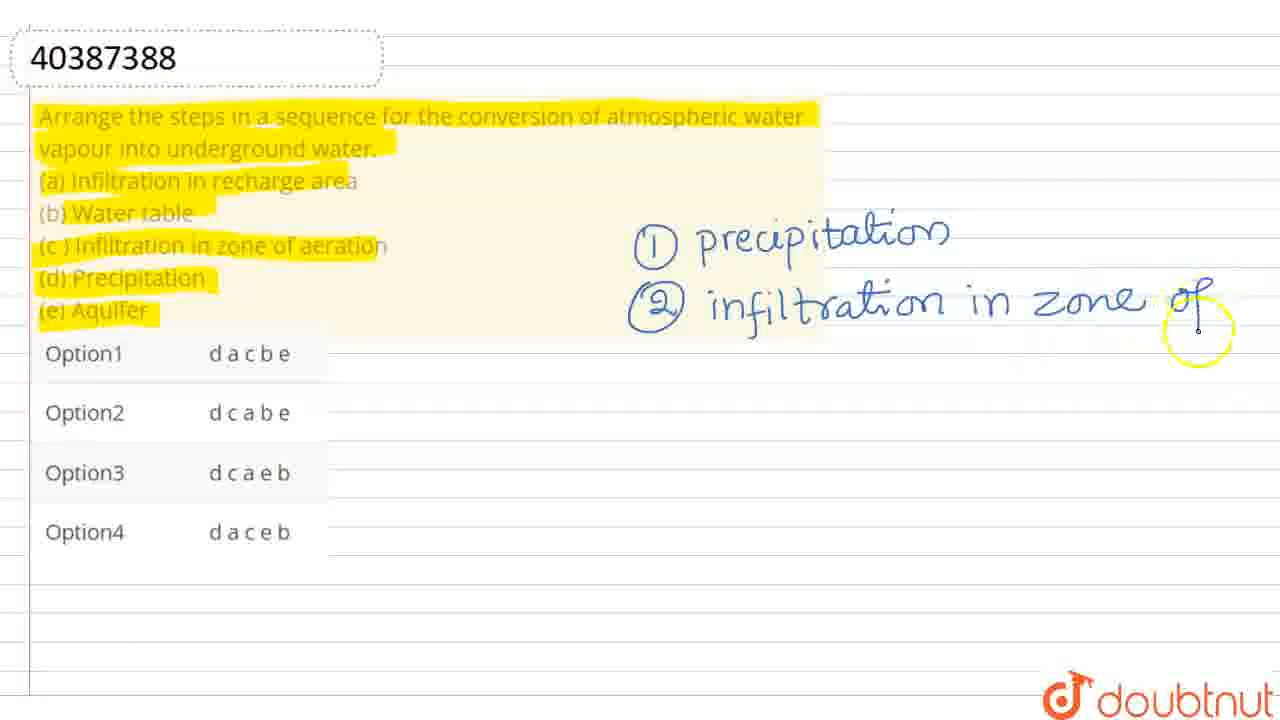 40387388
Arrange the steps in a sequence for the conversion of atmospheric water
vapour into underground water.
(a) Infiltration in recharge area
(b) Water table
(c ) Infiltration in zone of aeration
(d) Precipitation
(e) Aquifer
Option1 d a c b e
Option2 d c a b e
Option3 d c a e b
Option4 d a c e b
① precipitation
② infiltration in zone of
doubtnut